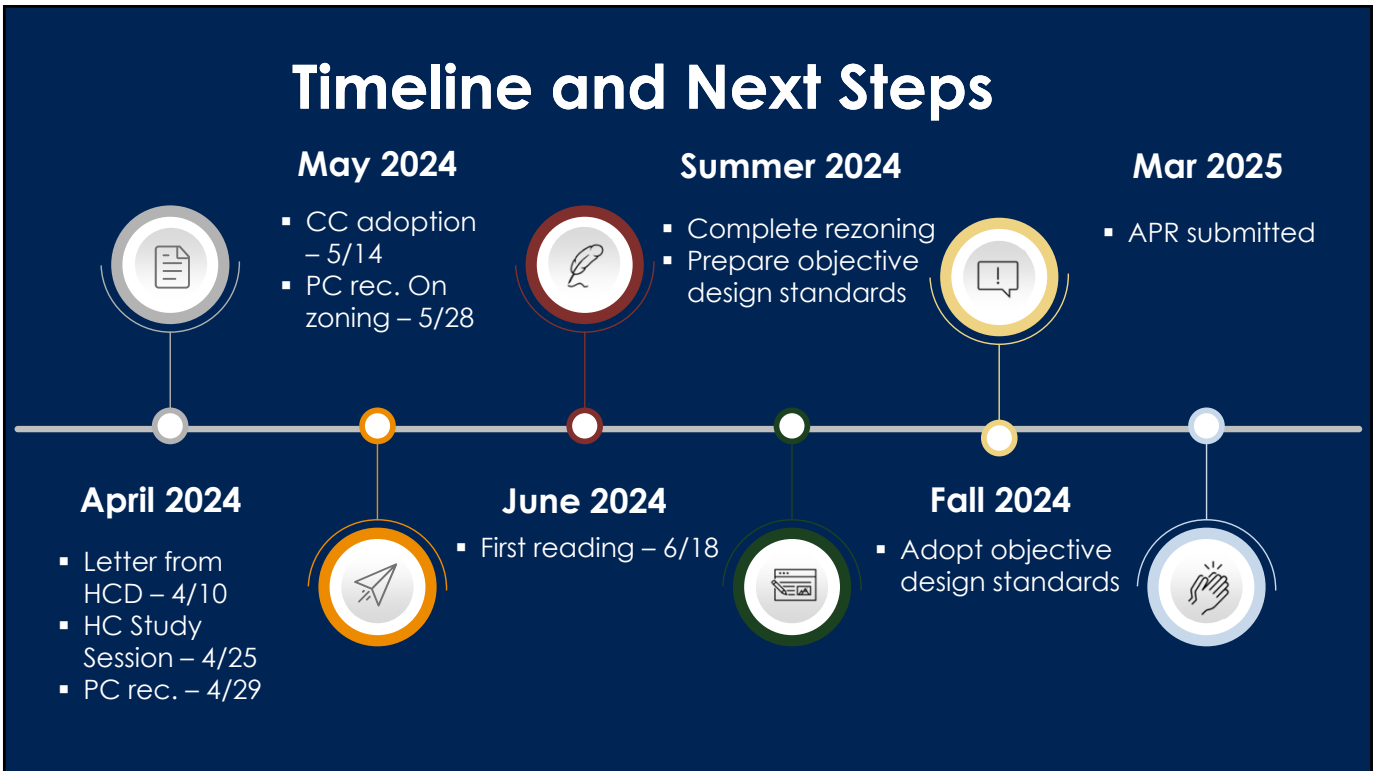 Timeline and Next Steps
May 2024
▪ CC adoption
– 5/14
▪ PC rec. On
zoning – 5/28
Summer 2024
▪ Complete rezoning
▪ Prepare objective
design standards
Mar 2025
▪ APR submitted
April 2024
▪ Letter from
HCD – 4/10
▪ HC Study
Session – 4/25
▪ PC rec. – 4/29
June 2024
▪ First reading – 6/18
Fall 2024
▪ Adopt objective
design standards